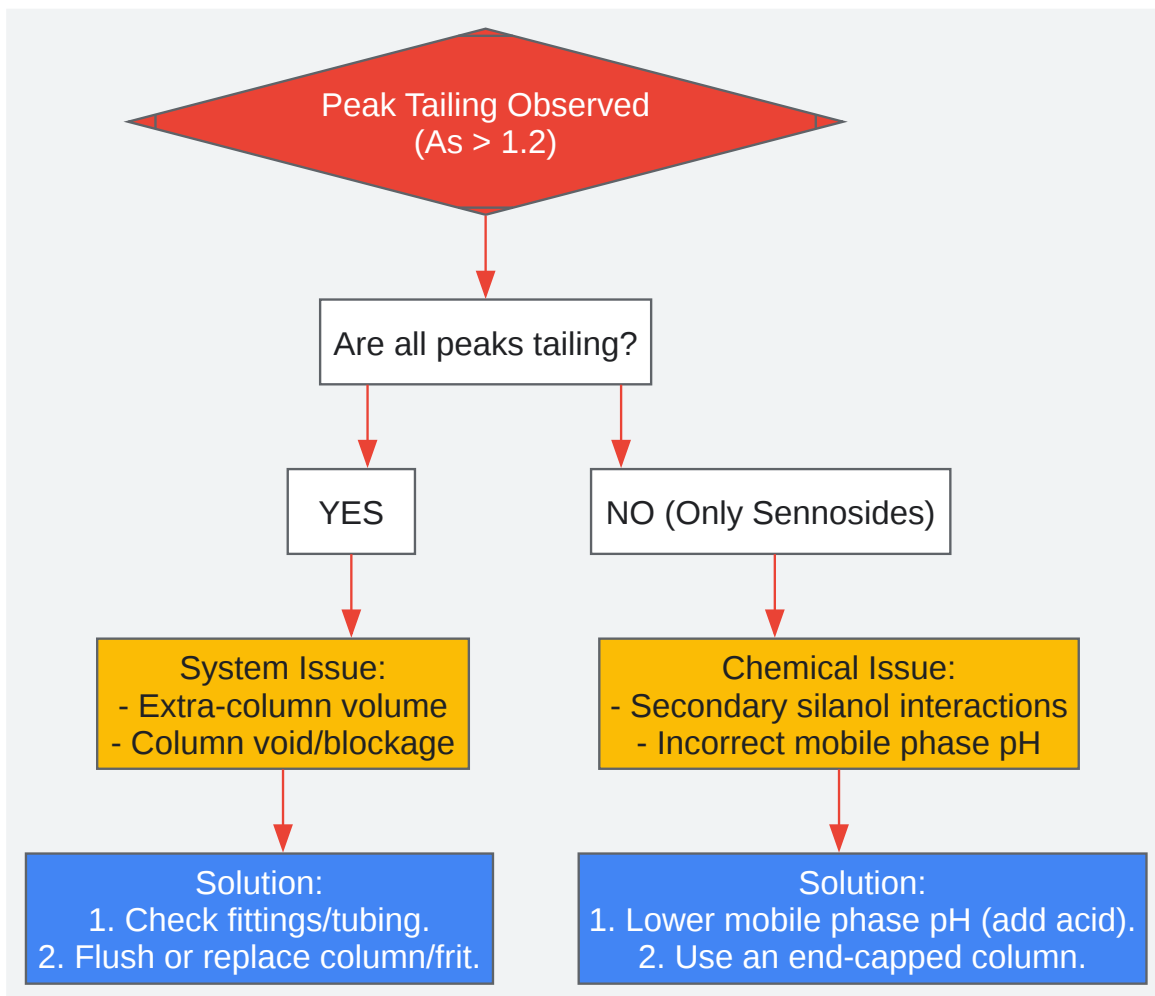 Peak Tailing Observed
(As > 1.2)
Are all peaks tailing?
YES
NO (Only Sennosides)
System Issue:
- Extra-column volume
- Column void/blockage
Chemical Issue:
- Secondary silanol interactions
- Incorrect mobile phase pH
Solution:
1. Check fittings/tubing.
2. Flush or replace column/frit.
Solution:
1. Lower mobile phase pH (add acid).
2. Use an end-capped column.